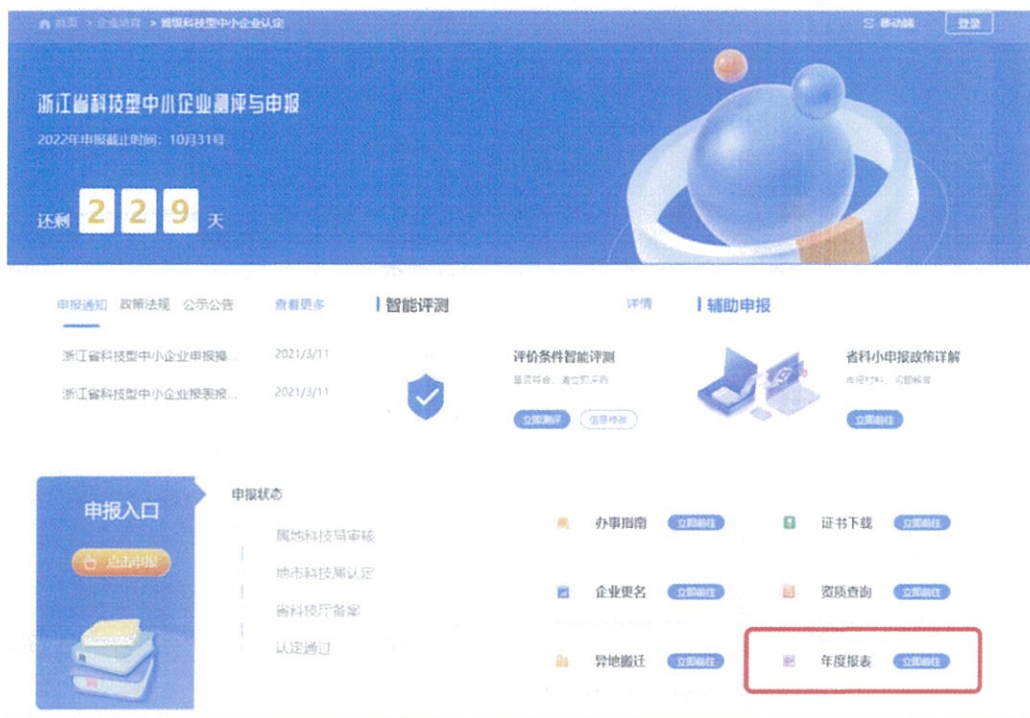 首页 > 企业培育 > 省级科技型中小企业认定
移动端
登录
浙江省科技型中小企业测评与申报
2022年申报截止时间:10月31号
还剩 2 2 9 天
申报通知 政策法规 公示公告 查看更多
浙江省科技型中小企业申报操... 2021/3/11
浙江省科技型中小企业报表报... 2021/3/11
智能评测 详情
评价条件智能评测
立即测评 信息修改
辅助申报
省科小申报政策详解
立即前往
申报入口
点击申报
申报状态
属地科技局审核
地市科技局认定
省科技厅备案
认定通过
办事指南 立即前往
证书下载 立即前往
企业更名 立即前往
资质查询 立即前往
异地搬迁 立即前往
年度报表 立即前往